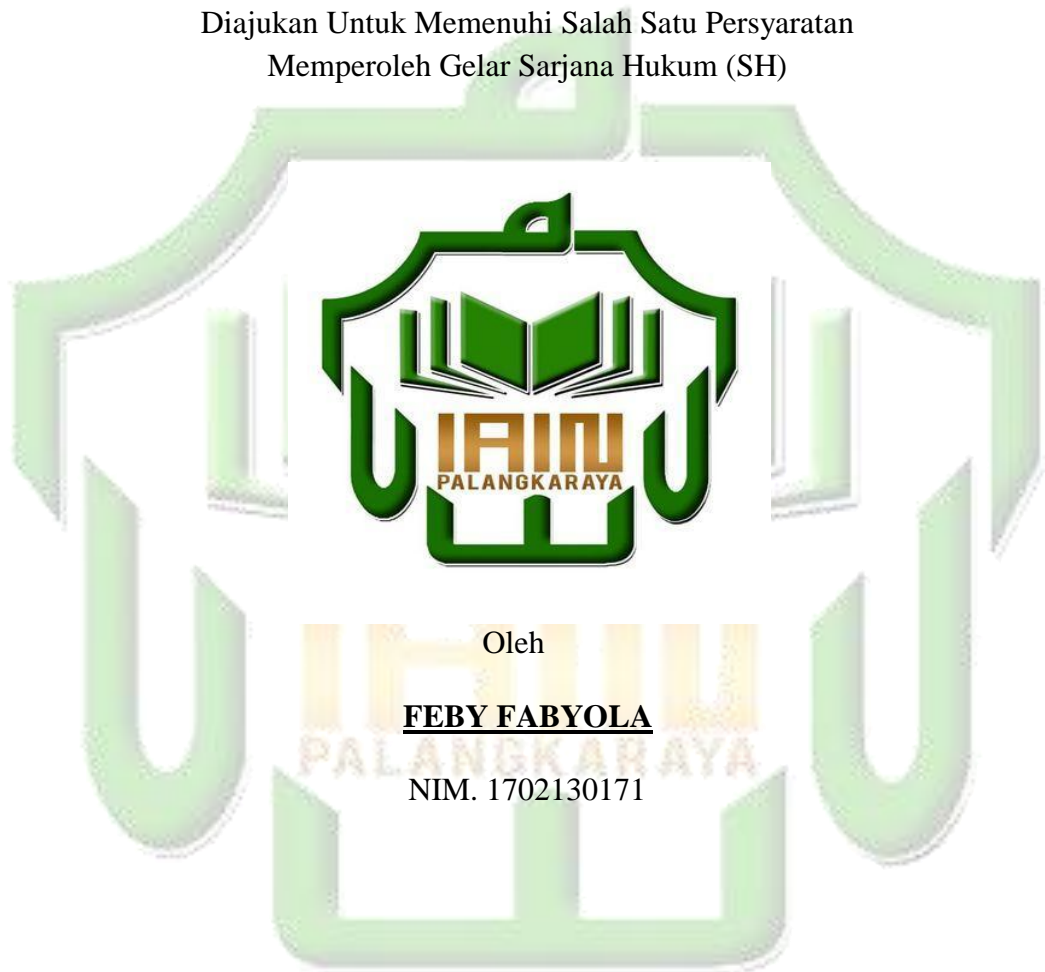 Diajukan Untuk Memenuhi Salah Satu Persyaratan
Memperoleh Gelar Sarjana Hukum (SH)
IAIN
PALANGKARAYA
Oleh
IAIN
FEBY FABYOLA
PALANGKARAYA
NIM. 1702130171